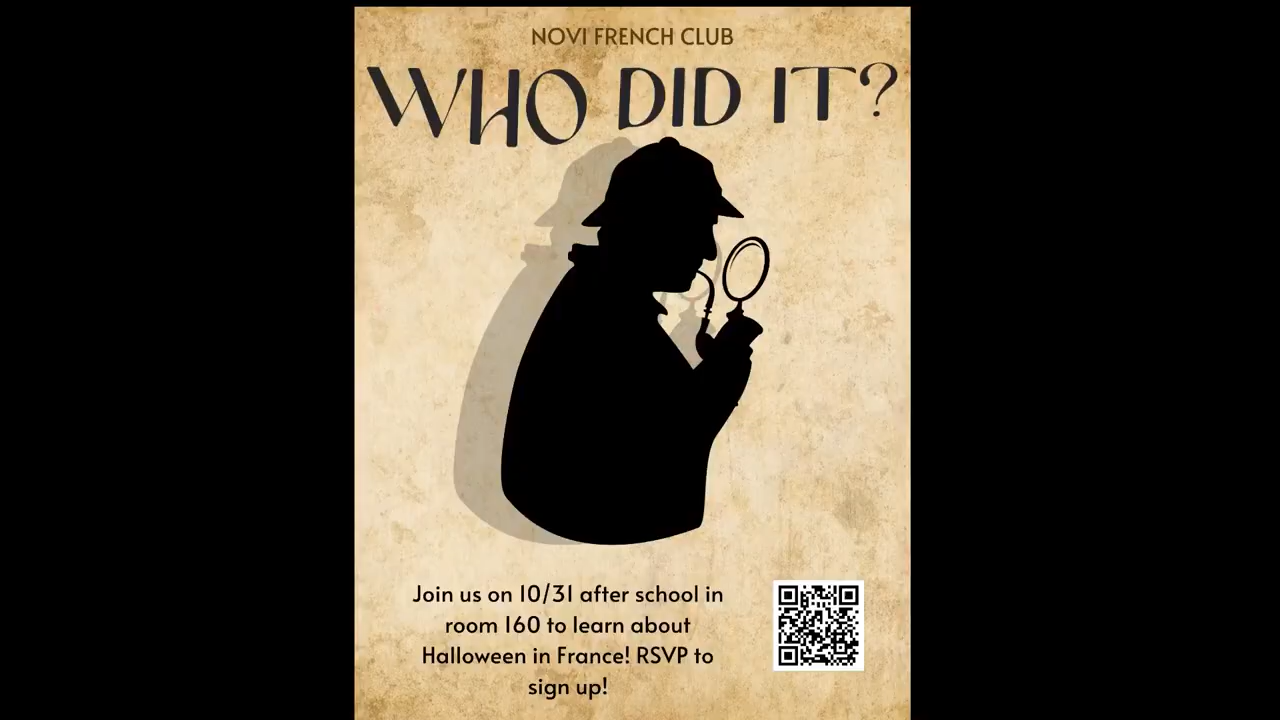 NOVI FRENCH CLUB
WHO DID IT?
Join us on 10/31 after school in
room 160 to learn about
Halloween in France! RSVP to
sign up!